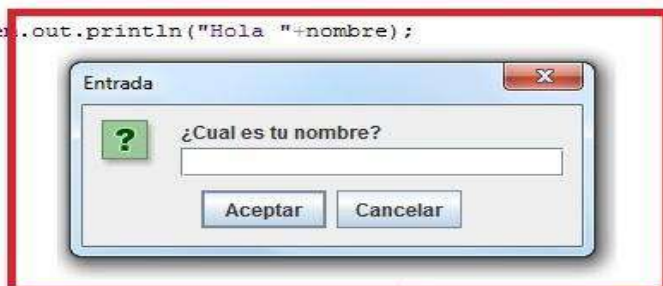 .out.println("Hola "+nombre);
Entrada
¿Cual es tu nombre?
Aceptar
Cancelar